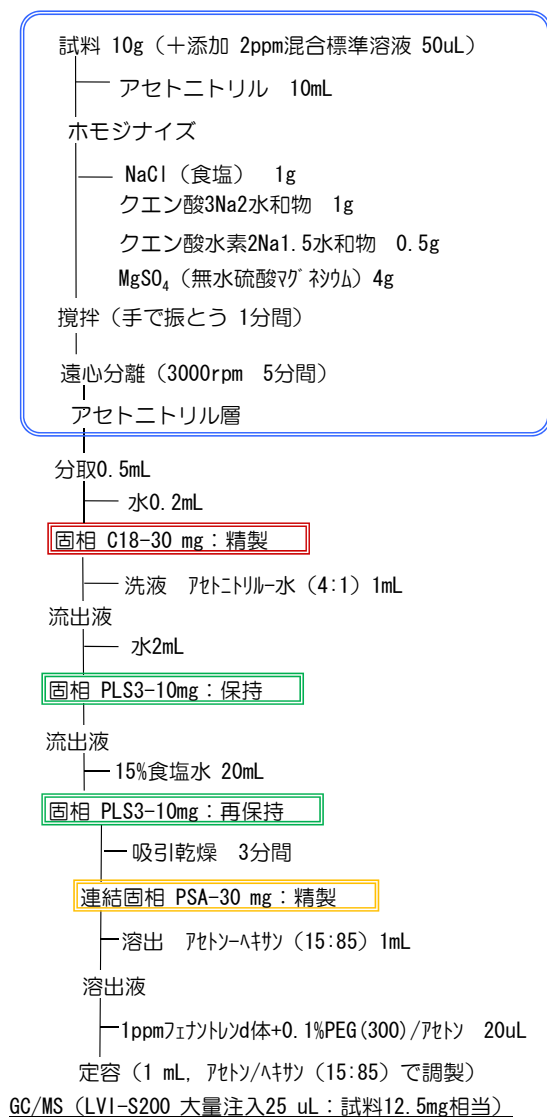 試料 10g（＋添加 2ppm混合標準溶液 50uL）
アセトニトリル 10mL
ホモジナイズ
NaCl（食塩） 1g
クエン酸3Na2水和物 1g
クエン酸水素2Na1.5水和物 0.5g
MgSO₄（無水硫酸ﾏｸﾞﾈｼｳﾑ）4g
撹拌（手で振とう 1分間）
遠心分離（3000rpm 5分間）
アセトニトリル層
分取0.5mL
水0.2mL
固相 C18-30 mg：精製
洗液 ｱｾﾄﾆﾄﾘﾙｰ水（4:1）1mL
流出液
水2mL
固相 PLS3-10mg：保持
流出液
15%食塩水 20mL
固相 PLS3-10mg：再保持
吸引乾燥 3分間
連結固相 PSA-30 mg：精製
溶出 ｱｾﾄﾝｰﾍｷｻﾝ（15:85）1mL
溶出液
1ppmﾌｪﾅﾝﾄﾚﾝd体+0.1%PEG(300)/ｱｾﾄﾝ 20uL
定容（1 mL, ｱｾﾄﾝ/ﾍｷｻﾝ（15:85）で調製）
GC/MS（LVI-S200 大量注入25 uL：試料12.5mg相当）